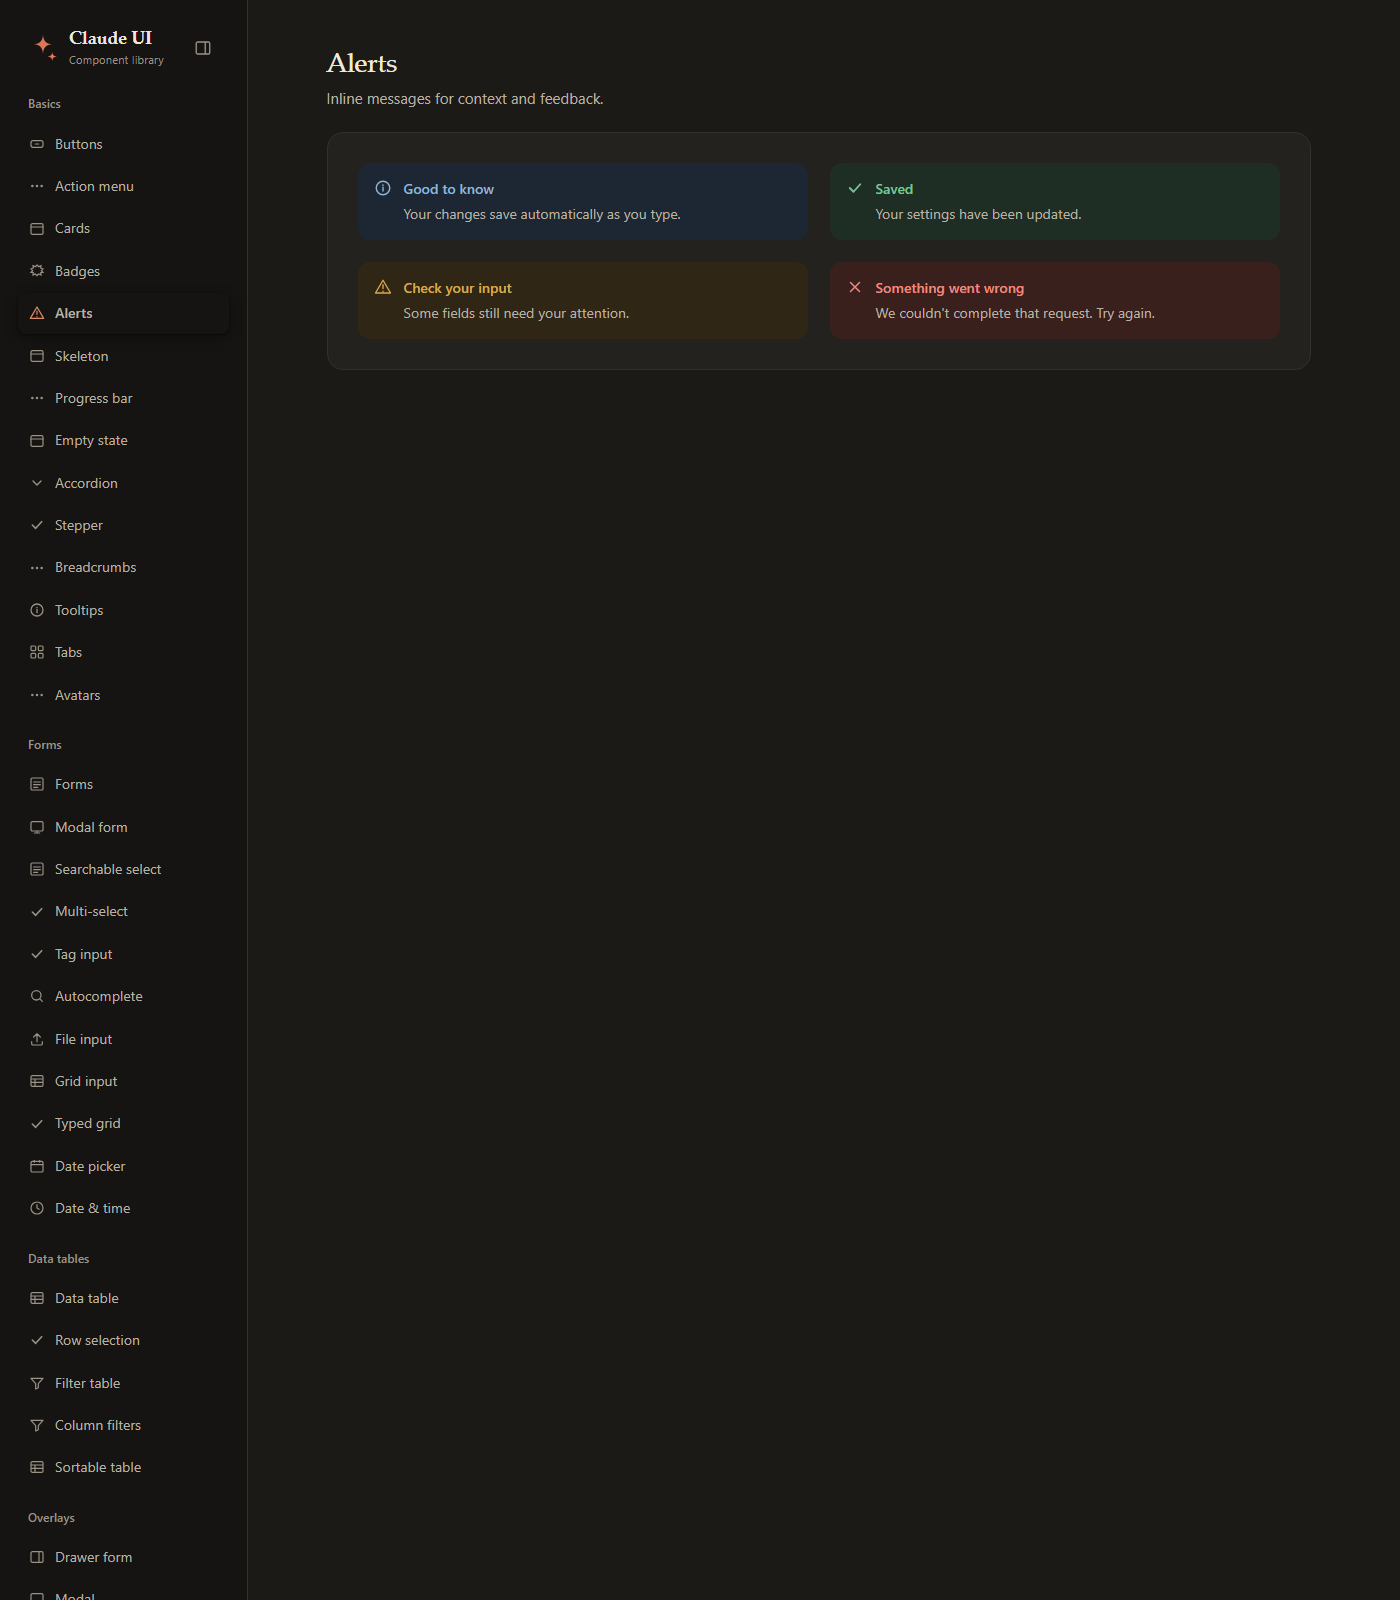 Claude UI
Component library
Basics
Buttons
Action menu
Cards
Badges
Alerts
Skeleton
Progress bar
Empty state
Accordion
Stepper
Breadcrumbs
Tooltips
Tabs
Avatars
Forms
Forms
Modal form
Searchable select
Multi-select
Tag input
Autocomplete
File input
Grid input
Typed grid
Date picker
Date & time
Data tables
Data table
Row selection
Filter table
Column filters
Sortable table
Overlays
Drawer form
Modal
Alerts
Inline messages for context and feedback.
Good to know
Your changes save automatically as you type.
Saved
Your settings have been updated.
Check your input
Some fields still need your attention.
Something went wrong
We couldn't complete that request. Try again.